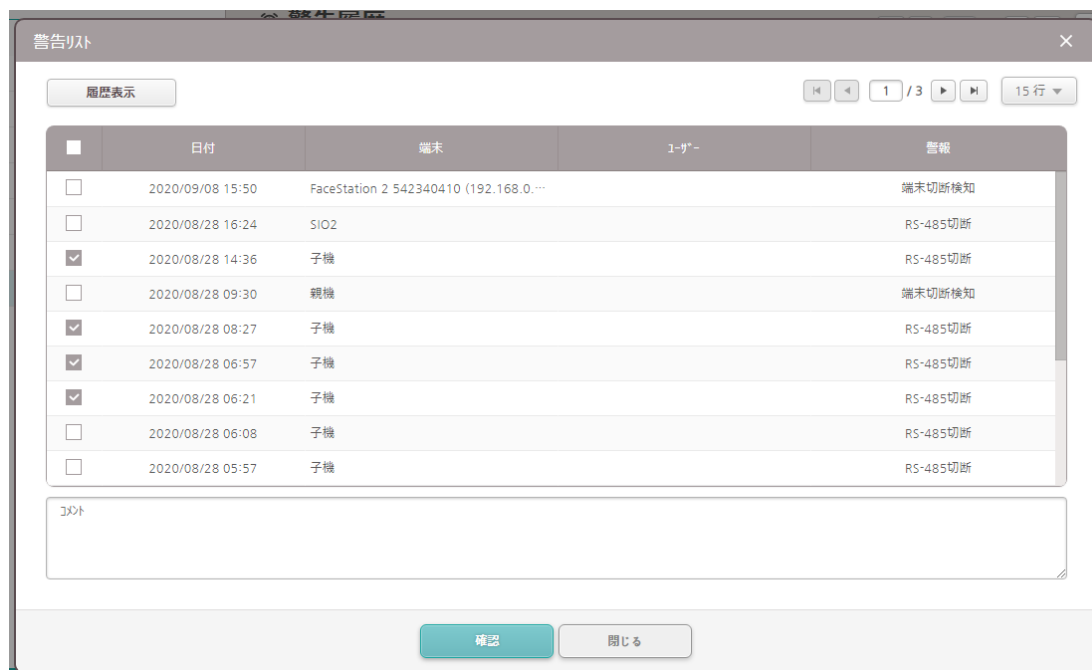 警告履歴
警告リスト
履歴表示
1 / 3
15 行
日付 端末 ユーザー 警報
2020/09/08 15:50 FaceStation 2 542340410 (192.168.0.… 端末切断検知
2020/08/28 16:24 SIO2 RS-485切断
2020/08/28 14:36 子機 RS-485切断
2020/08/28 09:30 親機 端末切断検知
2020/08/28 08:27 子機 RS-485切断
2020/08/28 06:57 子機 RS-485切断
2020/08/28 06:21 子機 RS-485切断
2020/08/28 06:08 子機 RS-485切断
2020/08/28 05:57 子機 RS-485切断
コメント
確認 閉じる